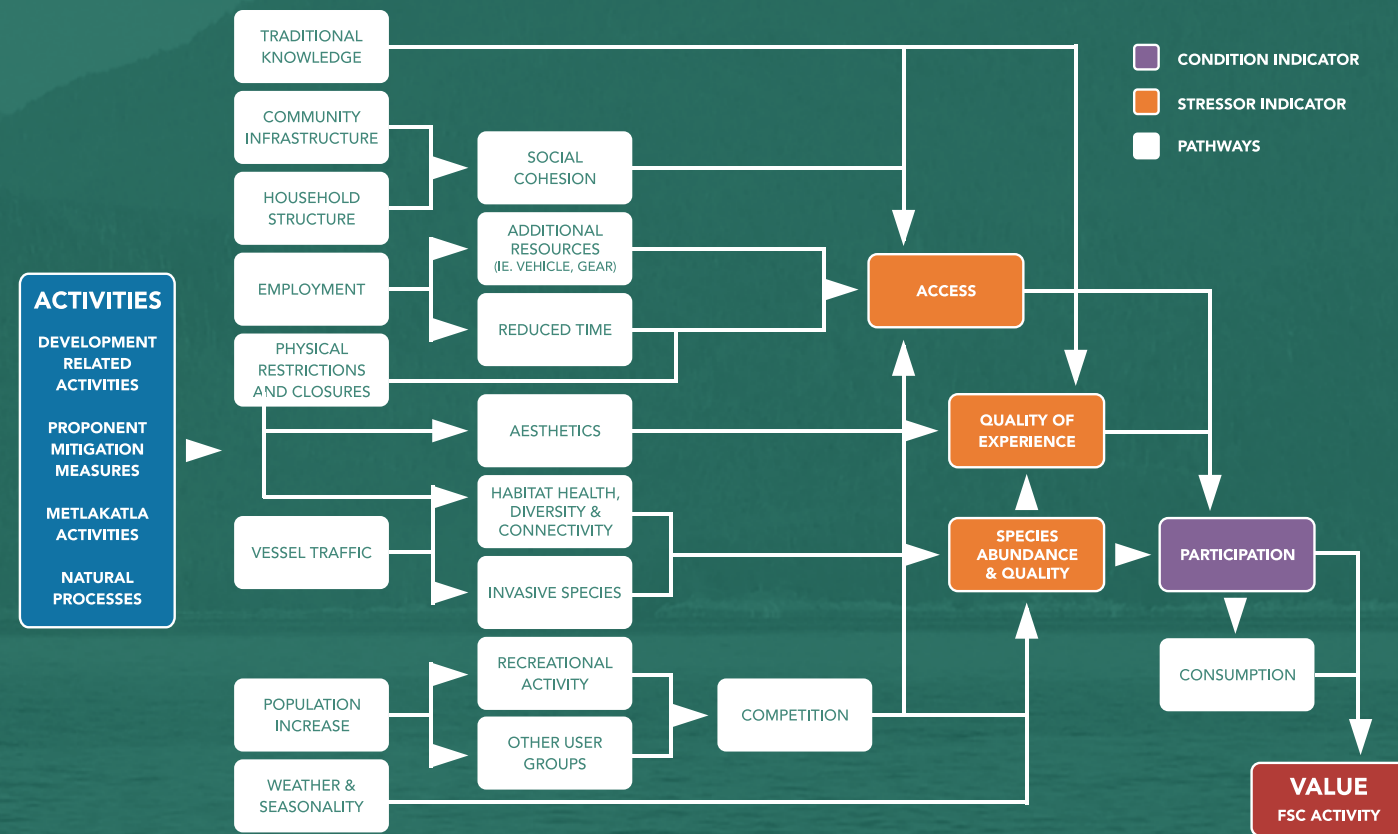 ACTIVITIES
DEVELOPMENT
RELATED
ACTIVITIES
PROPONENT
MITIGATION
MEASURES
METLAKATLA
ACTIVITIES
NATURAL
PROCESSES
TRADITIONAL
KNOWLEDGE
COMMUNITY
INFRASTRUCTURE
HOUSEHOLD
STRUCTURE
EMPLOYMENT
PHYSICAL
RESTRICTIONS
AND CLOSURES
VESSEL TRAFFIC
POPULATION
INCREASE
WEATHER &
SEASONALITY
SOCIAL
COHESION
ADDITIONAL
RESOURCES
(IE. VEHICLE, GEAR)
REDUCED TIME
AESTHETICS
HABITAT HEALTH,
DIVERSITY &
CONNECTIVITY
INVASIVE SPECIES
RECREATIONAL
ACTIVITY
OTHER USER
GROUPS
COMPETITION
ACCESS
QUALITY OF
EXPERIENCE
SPECIES
ABUNDANCE
& QUALITY
PARTICIPATION
CONSUMPTION
VALUE
FSC ACTIVITY
CONDITION INDICATOR
STRESSOR INDICATOR
PATHWAYS